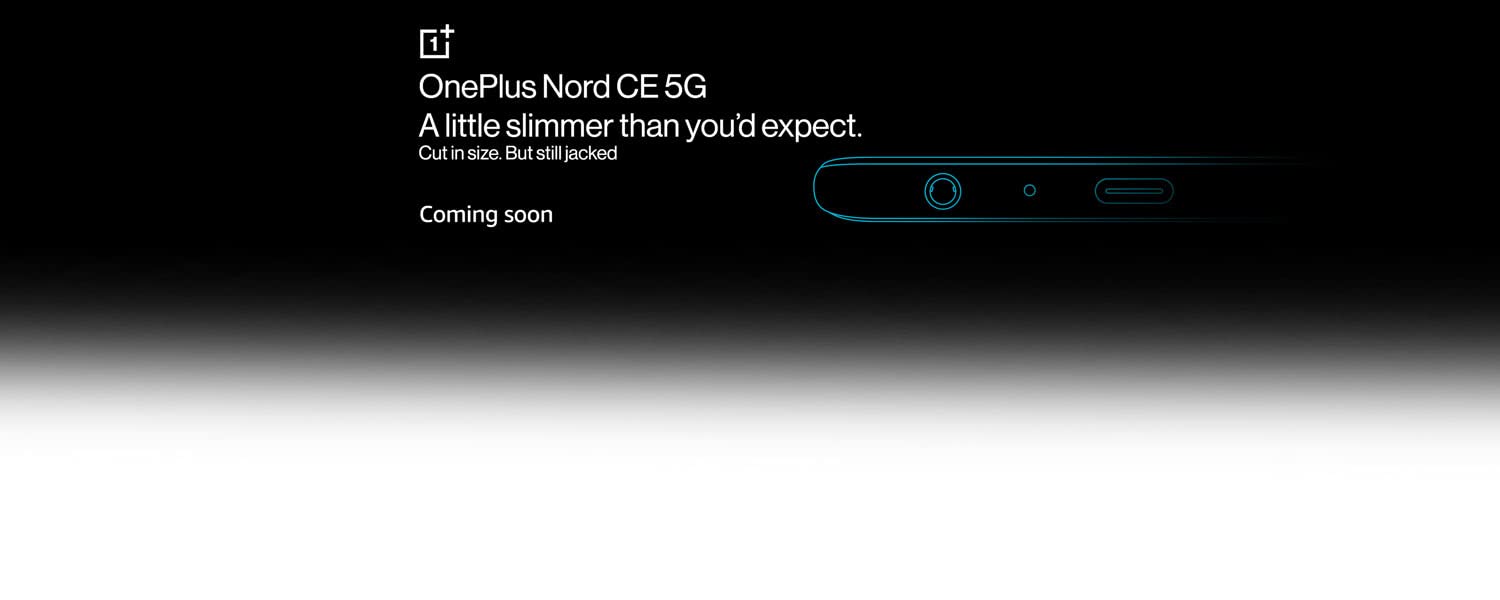 1+
OnePlus Nord CE 5G
A little slimmer than you’d expect.
Cut in size. But still jacked
Coming soon